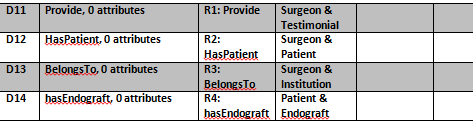 D11 Provide, 0 attributes R1: Provide Surgeon &
Testimonial
D12 HasPatient, 0 attributes R2: Surgeon &
HasPatient Patient
D13 BelongsTo, 0 attributes R3: Surgeon &
BelongsTo Institution
D14 hasEndograft, 0 attributes R4: Patient &
hasEndograft Endograft